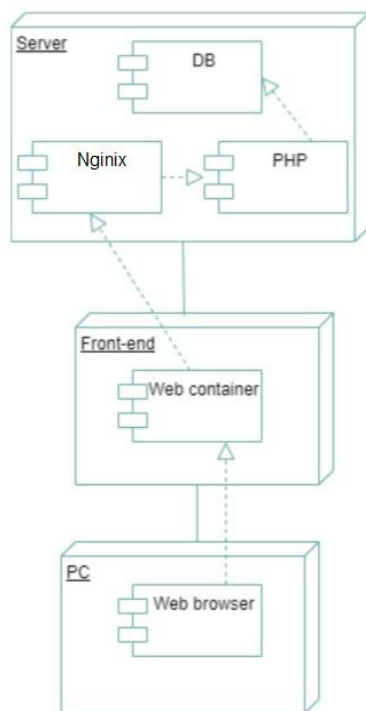 Server
DB
Nginix
PHP
Front-end
Web container
PC
Web browser